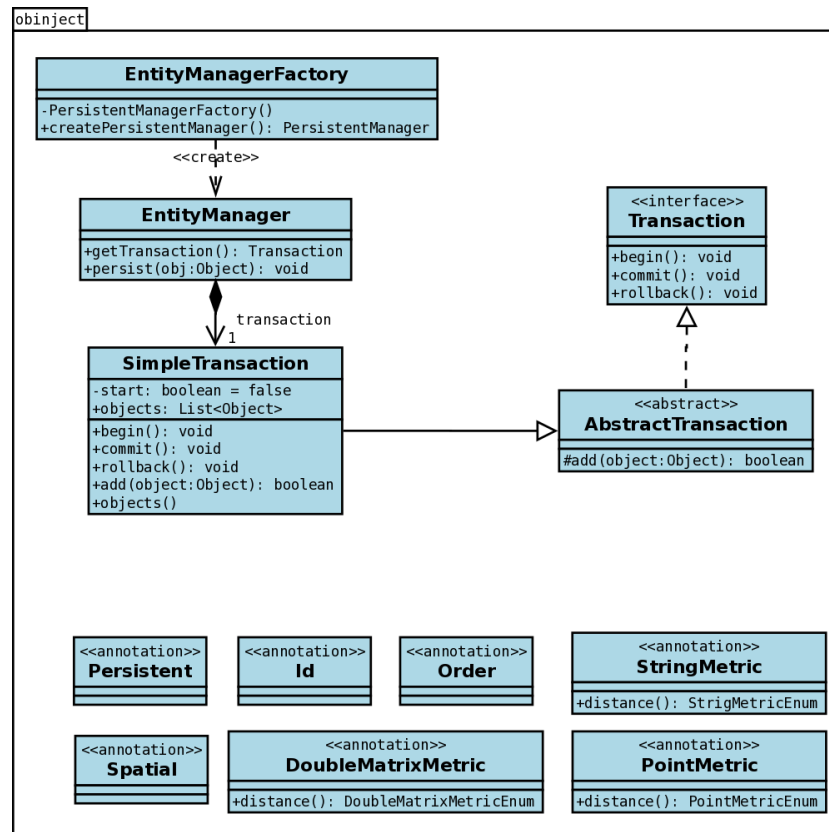 obinject
EntityManagerFactory
-PersistentManagerFactory()
+createPersistentManager(): PersistentManager
<<create>>
EntityManager
+getTransaction(): Transaction
+persist(obj:Object): void
transaction
1
<<interface>>
Transaction
+begin(): void
+commit(): void
+rollback(): void
SimpleTransaction
-start: boolean = false
+objects: List<Object>
+begin(): void
+commit(): void
+rollback(): void
+add(object:Object): boolean
+objects()
<<abstract>>
AbstractTransaction
#add(object:Object): boolean
<<annotation>>
Persistent
<<annotation>>
Id
<<annotation>>
Order
<<annotation>>
StringMetric
+distance(): StrigMetricEnum
<<annotation>>
Spatial
<<annotation>>
DoubleMatrixMetric
+distance(): DoubleMatrixMetricEnum
<<annotation>>
PointMetric
+distance(): PointMetricEnum